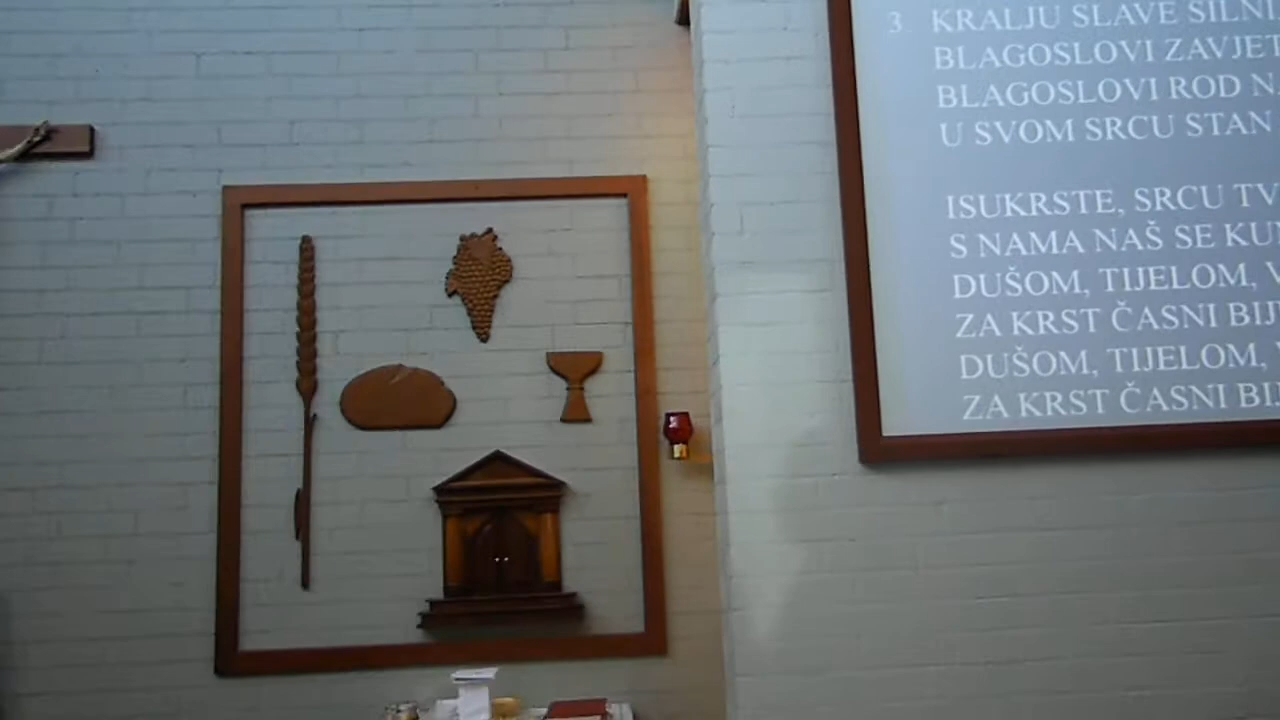 3 KRALJU SLAVE SILNI
BLAGOSLOVI ZAVJET
BLAGOSLOVI ROD
U SVOM SRCU STAN
ISUKRSTE, SRCU
S NAMA NAŠ SE
DUŠOM, TIJELOM,
ZA KRST ČASNI
DUŠOM, TIJELOM,
ZA KRST ČASNI